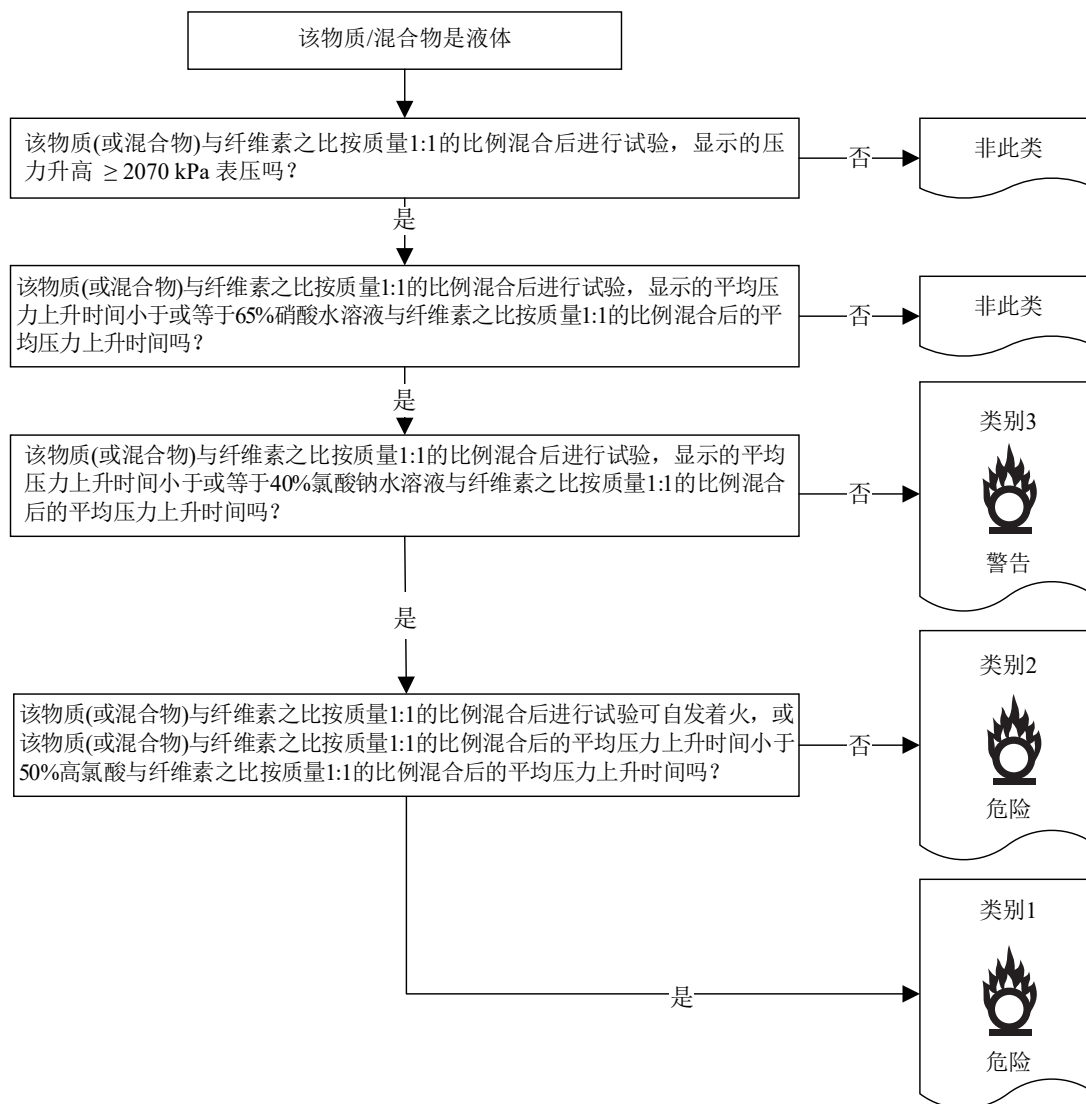 该物质/混合物是液体
该物质(或混合物)与纤维素之比按质量1:1的比例混合后进行试验，显示的压
力升高 ≥ 2070 kPa 表压吗？
否
非此类
是
该物质(或混合物)与纤维素之比按质量1:1的比例混合后进行试验，显示的平均压
力上升时间小于或等于65%硝酸水溶液与纤维素之比按质量1:1的比例混合后的平
均压力上升时间吗？
否
非此类
是
该物质(或混合物)与纤维素之比按质量1:1的比例混合后进行试验，显示的平均
压力上升时间小于或等于40%氯酸钠水溶液与纤维素之比按质量1:1的比例混合
后的平均压力上升时间吗？
否
类别3
警告
是
该物质(或混合物)与纤维素之比按质量1:1的比例混合后进行试验可自发着火，或
该物质(或混合物)与纤维素之比按质量1:1的比例混合后的平均压力上升时间小于
50%高氯酸与纤维素之比按质量1:1的比例混合后的平均压力上升时间吗？
否
类别2
危险
是
类别1
危险